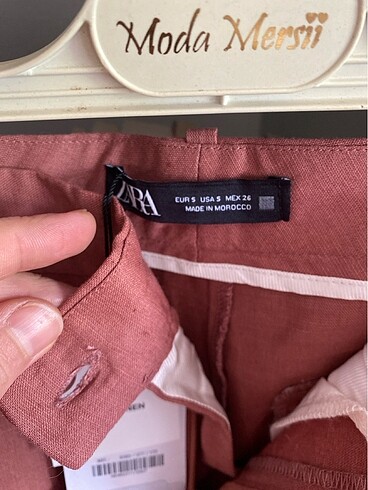 Moda Mersii
ZARA
EUR S USA S MEX 26
MADE IN MOROCCO